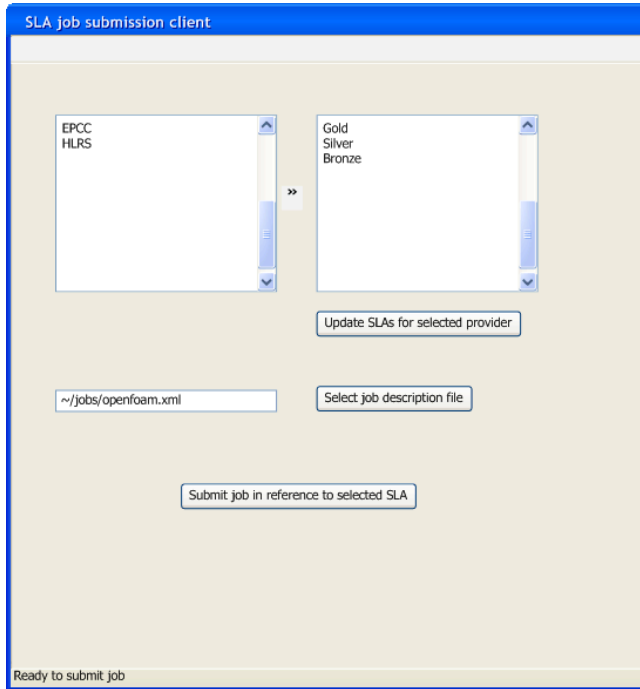 SLA job submission client
EPCC
HLRS
»
Gold
Silver
Bronze
Update SLAs for selected provider
~/jobs/openfoam.xml
Select job description file
Submit job in reference to selected SLA
Ready to submit job